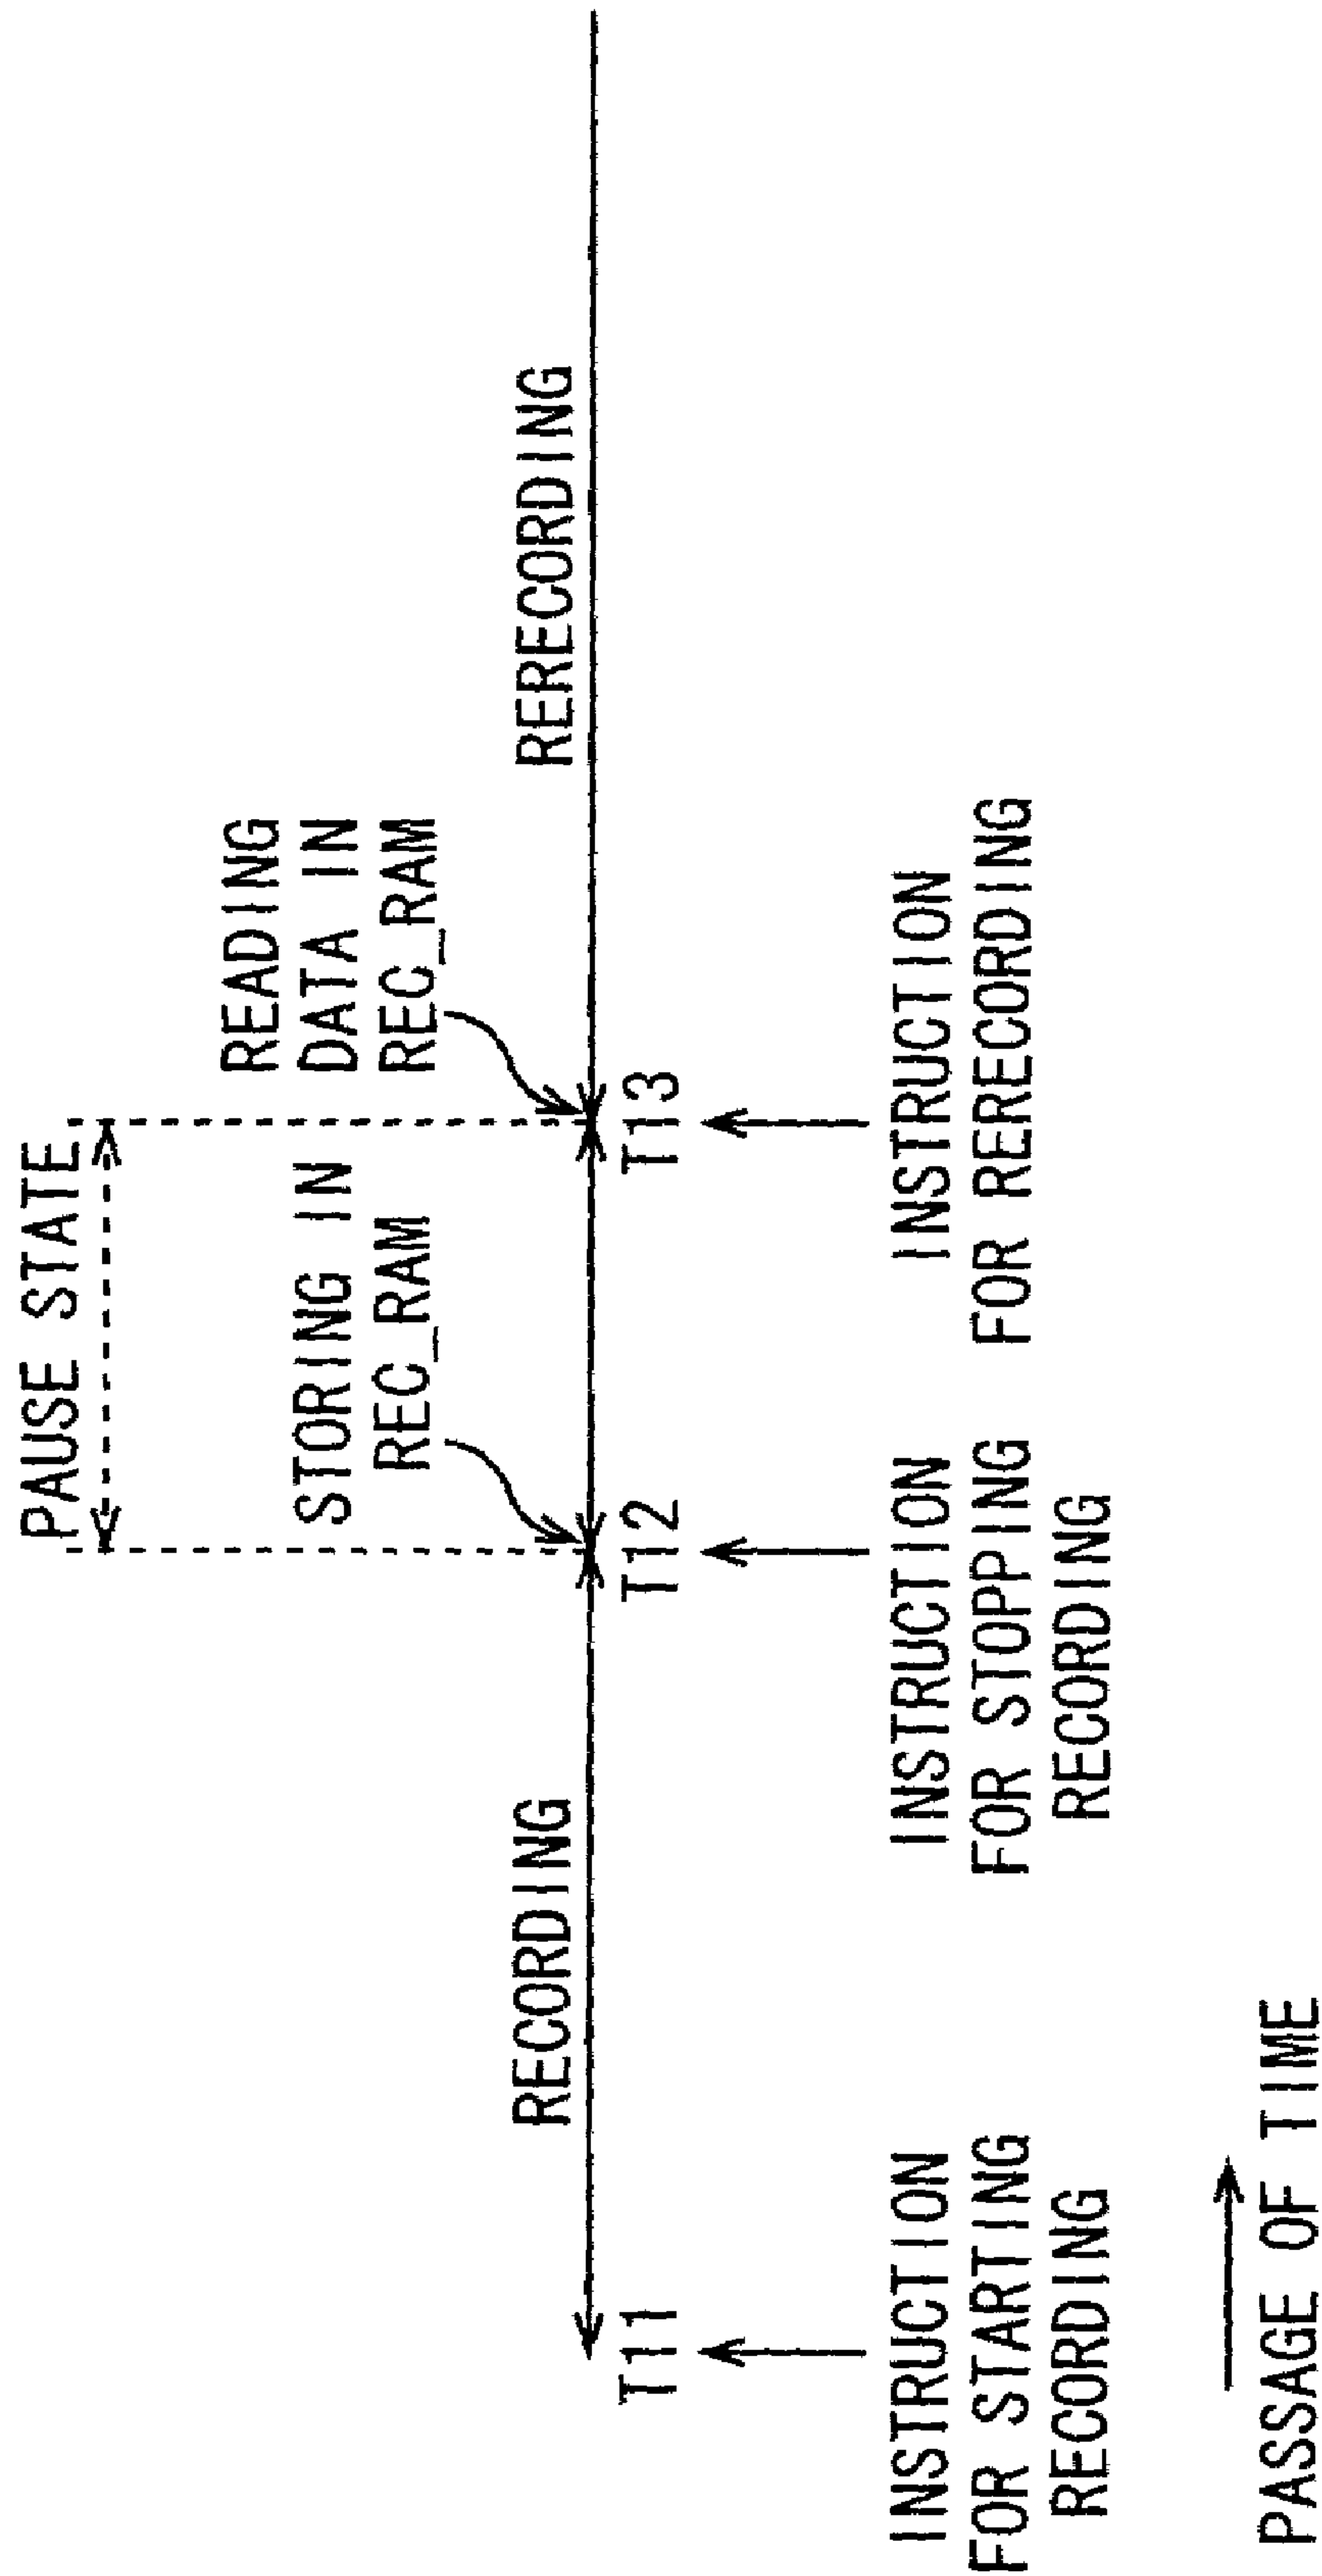 PAUSE STATE
STORING IN
REC_RAM
READING
DATA IN
REC_RAM
RECORDING
RERECORDING
T11
T12
T13
INSTRUCTION
FOR STARTING
RECORDING
INSTRUCTION
FOR STOPPING
RECORDING
INSTRUCTION
FOR RERECORDING
PASSAGE OF TIME